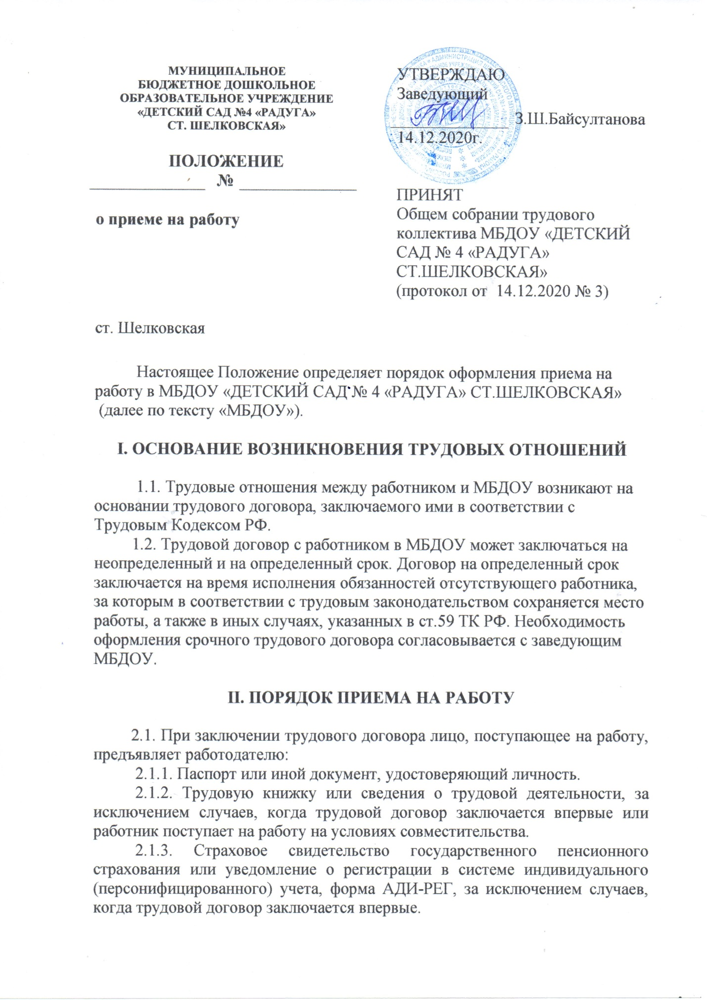 МУНИЦИПАЛЬНОЕ
БЮДЖЕТНОЕ ДОШКОЛЬНОЕ
ОБРАЗОВАТЕЛЬНОЕ УЧРЕЖДЕНИЕ
«ДЕТСКИЙ САД №4 «РАДУГА»
СТ. ШЕЛКОВСКАЯ»
ПОЛОЖЕНИЕ
______________ № ______________
о приеме на работу
УТВЕРЖДАЮ
Заведующий
______________ З.Ш.Байсултанова
14.12.2020г.
ПРИНЯТ
Общем собрании трудового
коллектива МБДОУ «ДЕТСКИЙ
САД № 4 «РАДУГА»
СТ.ШЕЛКОВСКАЯ»
(протокол от 14.12.2020 № 3)
ст. Шелковская
Настоящее Положение определяет порядок оформления приема на
работу в МБДОУ «ДЕТСКИЙ САД № 4 «РАДУГА» СТ.ШЕЛКОВСКАЯ»
(далее по тексту «МБДОУ»).
I. ОСНОВАНИЕ ВОЗНИКНОВЕНИЯ ТРУДОВЫХ ОТНОШЕНИЙ
1.1. Трудовые отношения между работником и МБДОУ возникают на
основании трудового договора, заключаемого ими в соответствии с
Трудовым Кодексом РФ.
1.2. Трудовой договор с работником в МБДОУ может заключаться на
неопределенный и на определенный срок. Договор на определенный срок
заключается на время исполнения обязанностей отсутствующего работника,
за которым в соответствии с трудовым законодательством сохраняется место
работы, а также в иных случаях, указанных в ст.59 ТК РФ. Необходимость
оформления срочного трудового договора согласовывается с заведующим
МБДОУ.
II. ПОРЯДОК ПРИЕМА НА РАБОТУ
2.1. При заключении трудового договора лицо, поступающее на работу,
предъявляет работодателю:
2.1.1. Паспорт или иной документ, удостоверяющий личность.
2.1.2. Трудовую книжку или сведения о трудовой деятельности, за
исключением случаев, когда трудовой договор заключается впервые или
работник поступает на работу на условиях совместительства.
2.1.3. Страховое свидетельство государственного пенсионного
страхования или уведомление о регистрации в системе индивидуального
(персонифицированного) учета, форма АДИ-РЕГ, за исключением случаев,
когда трудовой договор заключается впервые.